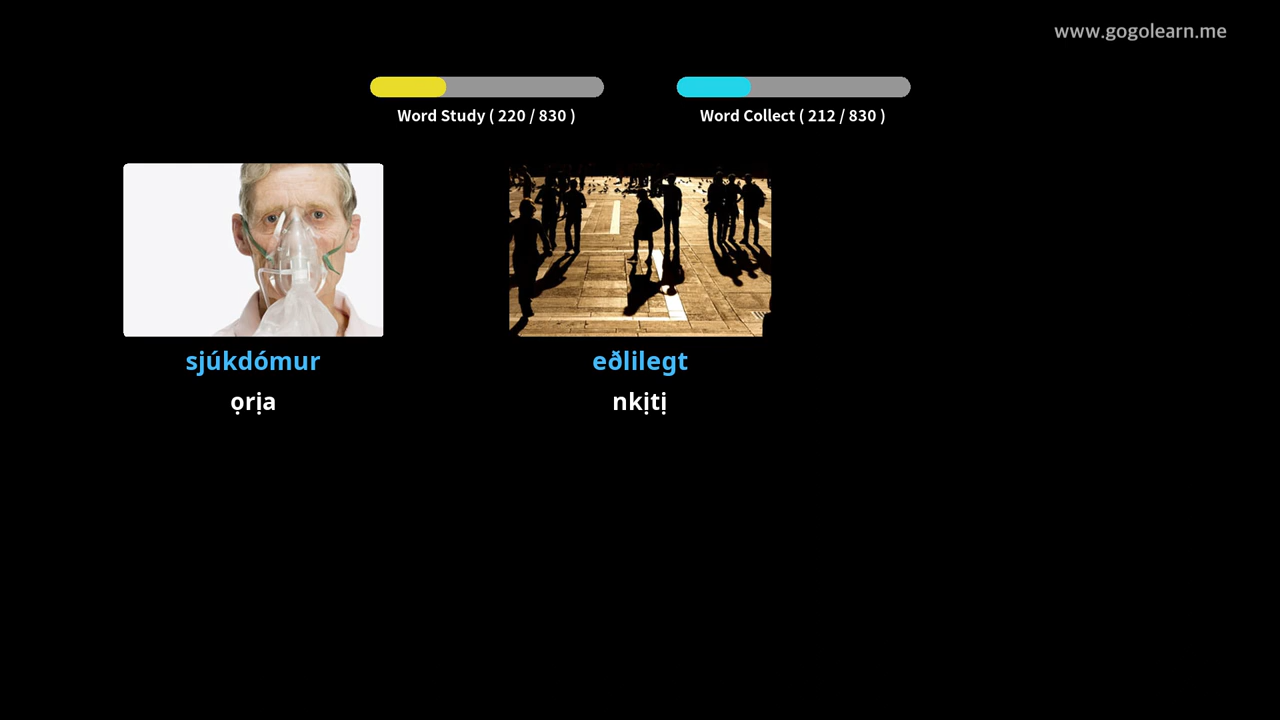 www.gogolearn.me
Word Study ( 220 / 830 )
Word Collect ( 212 / 830 )
sjúkdómur
ọrịa
eðlilegt
nkịtị